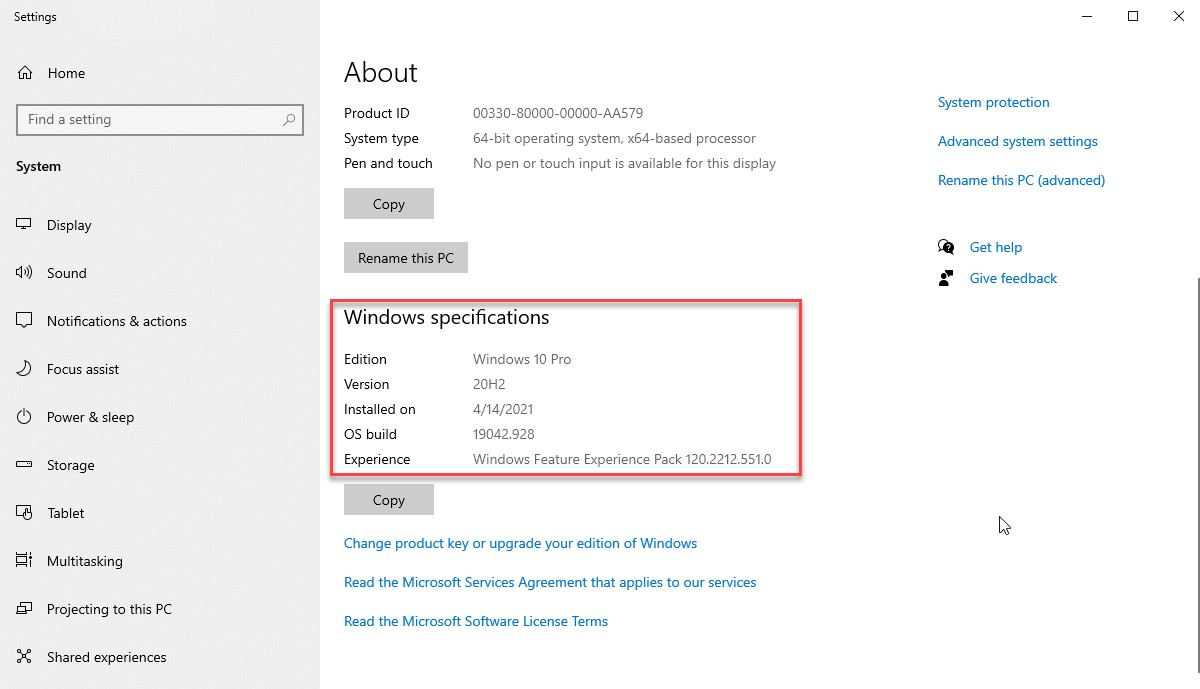 Settings
Home
Find a setting
System
Display
Sound
Notifications & actions
Focus assist
Power & sleep
Storage
Tablet
Multitasking
Projecting to this PC
Shared experiences
About
Product ID 00330-80000-00000-AA579
System type 64-bit operating system, x64-based processor
Pen and touch No pen or touch input is available for this display
Copy
Rename this PC
Windows specifications
Edition Windows 10 Pro
Version 20H2
Installed on 4/14/2021
OS build 19042.928
Experience Windows Feature Experience Pack 120.2212.551.0
Copy
Change product key or upgrade your edition of Windows
Read the Microsoft Services Agreement that applies to our services
Read the Microsoft Software License Terms
System protection
Advanced system settings
Rename this PC (advanced)
Get help
Give feedback